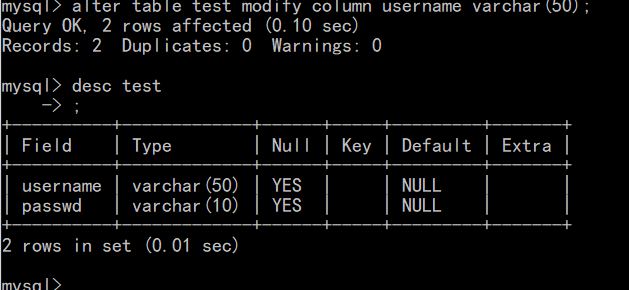 mysql> alter table test modify column username varchar(50);
Query OK, 2 rows affected (0.10 sec)
Records: 2  Duplicates: 0  Warnings: 0

mysql> desc test
    -> ;
+----------+-------------+------+-----+---------+-------+
| Field    | Type        | Null | Key | Default | Extra |
+----------+-------------+------+-----+---------+-------+
| username | varchar(50) | YES  |     | NULL    |       |
| passwd   | varchar(10) | YES  |     | NULL    |       |
+----------+-------------+------+-----+---------+-------+
2 rows in set (0.01 sec)

mysql>